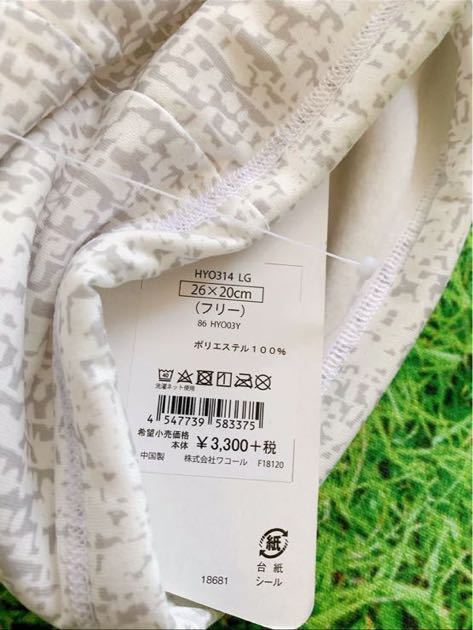 HYO314 LG
26×20cm
(フリー)
86 HYO03Y
ポリエステル100%
洗濯ネット使用
4 547739 583375
希望小売価格
本体 ¥3,300+税
中国製 株式会社ワコール F18120
紙
台紙
シール
18681